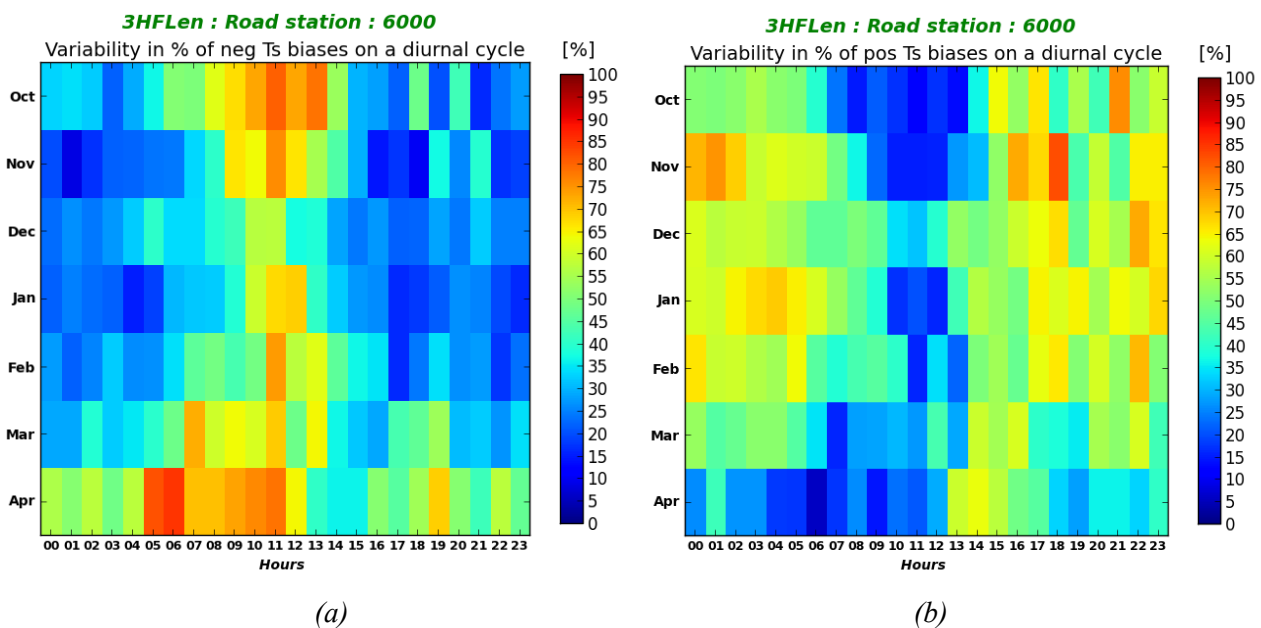 3HFLen : Road station : 6000
Variability in % of neg Ts biases on a diurnal cycle
[%]
Oct
Nov
Dec
Jan
Feb
Mar
Apr
00 01 02 03 04 05 06 07 08 09 10 11 12 13 14 15 16 17 18 19 20 21 22 23
Hours
100
95
90
85
80
75
70
65
60
55
50
45
40
35
30
25
20
15
10
5
0
(a)
3HFLen : Road station : 6000
Variability in % of pos Ts biases on a diurnal cycle
[%]
Oct
Nov
Dec
Jan
Feb
Mar
Apr
00 01 02 03 04 05 06 07 08 09 10 11 12 13 14 15 16 17 18 19 20 21 22 23
Hours
100
95
90
85
80
75
70
65
60
55
50
45
40
35
30
25
20
15
10
5
0
(b)